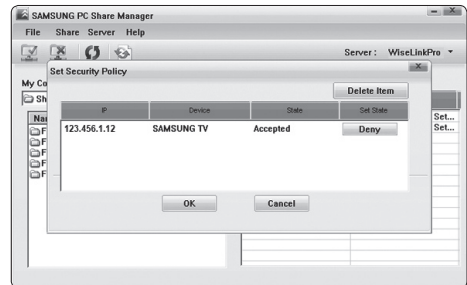 SAMSUNG PC Share Manager
File Share Server Help
Server : WiseLinkPro
Set Security Policy
My Co
Sh
Delete Item
IP Device State Set State
123.456.1.12 SAMSUNG TV Accepted Deny
Nar
F
F
F
F
Set...
Set...
OK Cancel